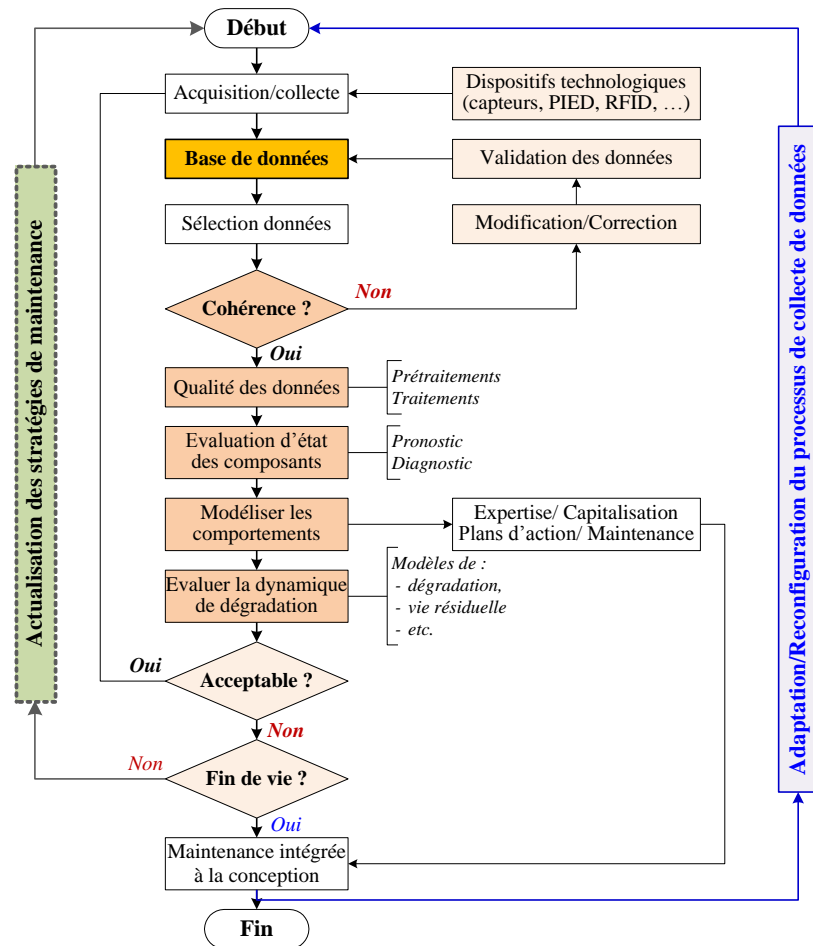 Début
Acquisition/collecte
Dispositifs technologiques
(capteurs, PIED, RFID, …)
Base de données
Validation des données
Sélection données
Modification/Correction
Cohérence ?
Non
Oui
Qualité des données
Prétraitements
Traitements
Evaluation d’état
des composants
Pronostic
Diagnostic
Modéliser les
comportements
Expertise/ Capitalisation
Plans d’action/ Maintenance
Evaluer la dynamique
de dégradation
Modèles de :
- dégradation,
- vie résiduelle
- etc.
Oui
Acceptable ?
Non
Non
Fin de vie ?
Oui
Maintenance intégrée
à la conception
Fin
Actualisation des stratégies de maintenance
Adaptation/Reconfiguration du processus de collecte de données